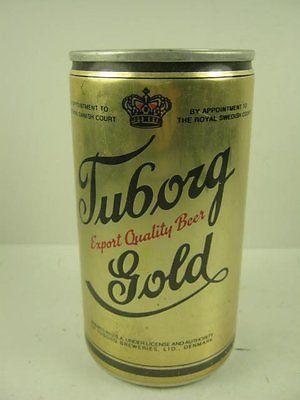 APPOINTMENT TO
ROYAL DANISH COURT
BY APPOINTMENT TO
THE ROYAL SWEDISH COURT
Tuborg
Export Quality Beer
Gold
UNDER LICENSE AND AUTHORITY
BREWERIES, LTD., DENMARK